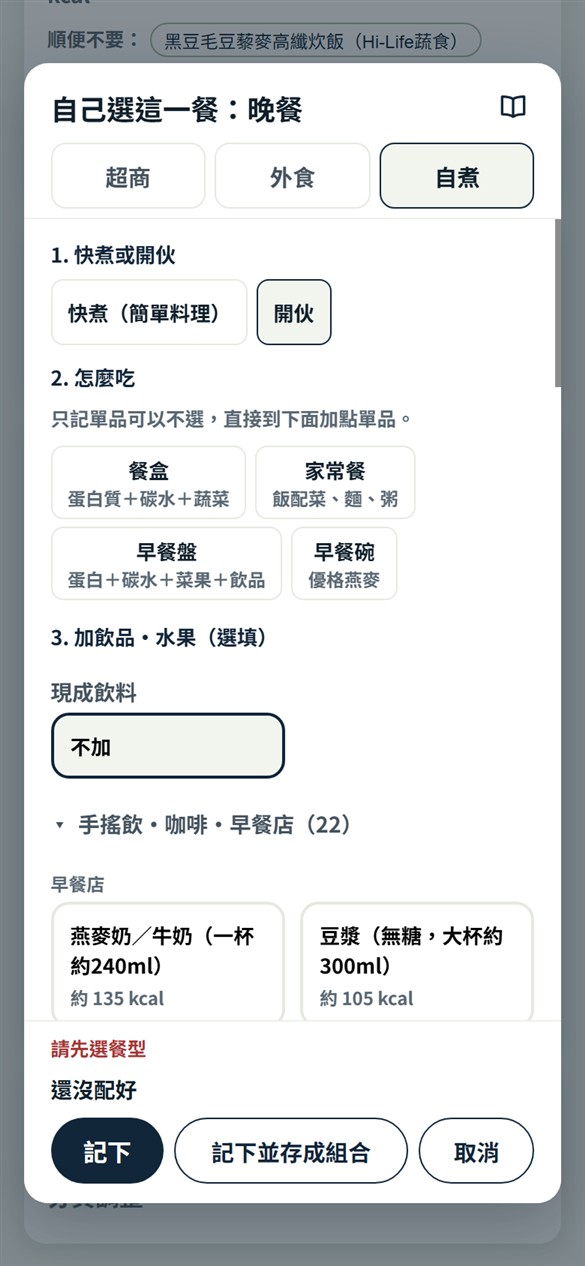 kcal
順便不要： 黑豆毛豆藜麥高纖炊飯（Hi-Life蔬食）
自己選這一餐：晚餐
超商 外食 自煮
1. 快煮或開伙
快煮（簡單料理） 開伙
2. 怎麼吃
只記單品可以不選，直接到下面加點單品。
餐盒 家常餐
蛋白質＋碳水＋蔬菜 飯配菜、麵、粥
早餐盤 早餐碗
蛋白＋碳水＋菜果＋飲品 優格燕麥
3. 加飲品・水果（選填）
現成飲料
不加
▼ 手搖飲・咖啡・早餐店（22）
早餐店
燕麥奶／牛奶（一杯 豆漿（無糖，大杯約
約240ml） 300ml）
約 135 kcal 約 105 kcal
請先選餐型
還沒配好
記下 記下並存成組合 取消